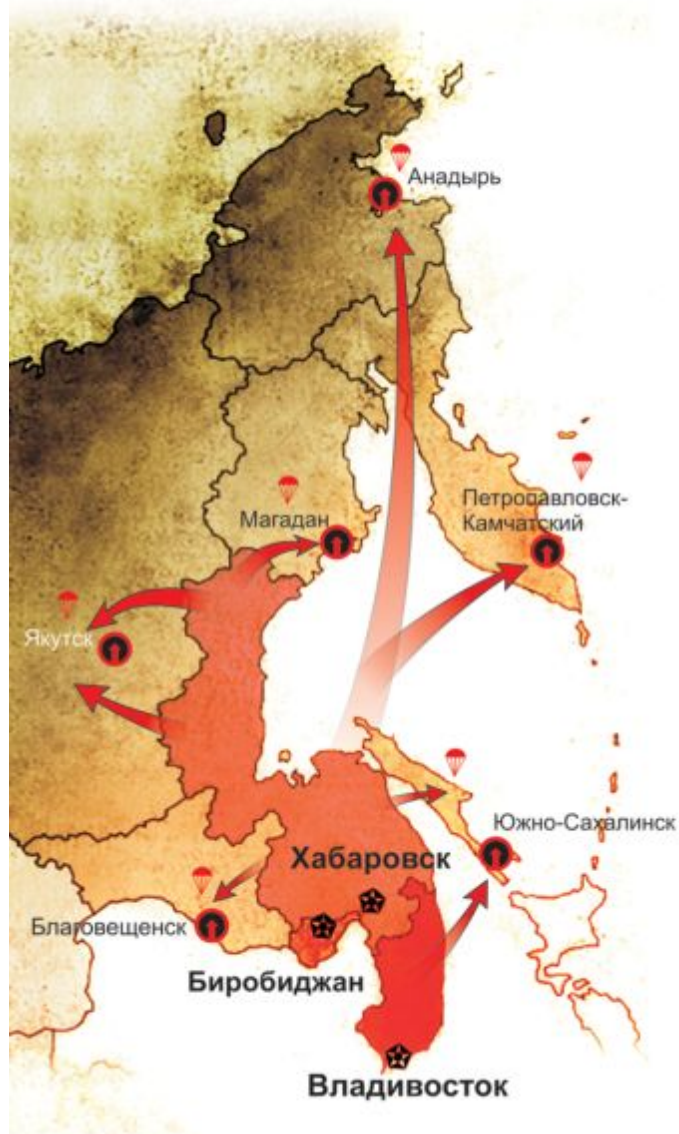 Анадырь
Петропавловск-
Камчатский
Магадан
Якутск
Южно-Сахалинск
Хабаровск
Благовещенск
Биробиджан
Владивосток